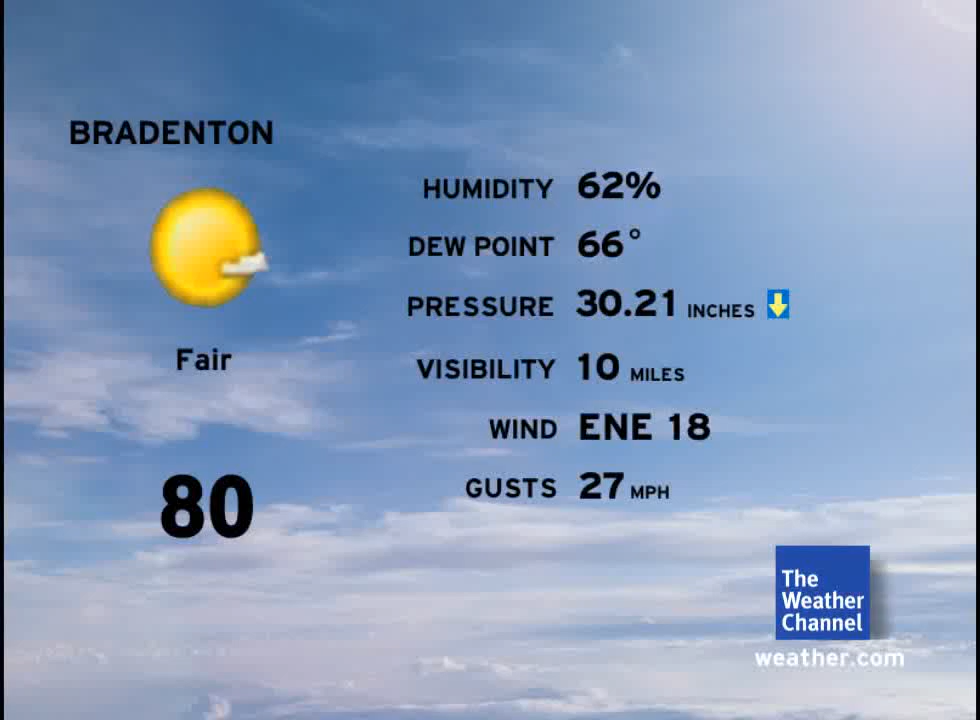 BRADENTON
Fair
80
HUMIDITY 62%
DEW POINT 66°
PRESSURE 30.21 INCHES
VISIBILITY 10 MILES
WIND ENE 18
GUSTS 27 MPH
The
Weather
Channel
weather.com